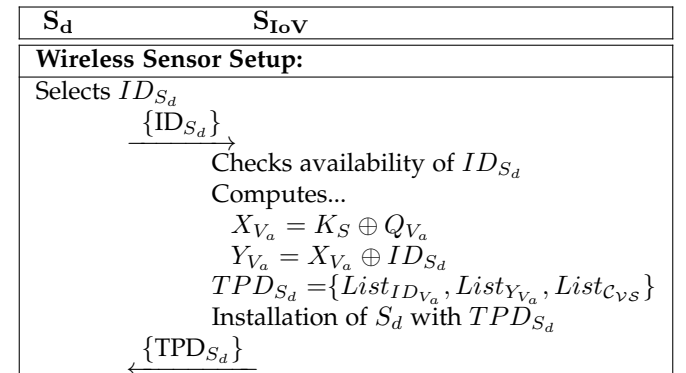 S_d S_IoV
Wireless Sensor Setup:
Selects ID_{S_d}
{ID_{S_d}}
Checks availability of ID_{S_d}
Computes...
X_{V_a} = K_S ⊕ Q_{V_a}
Y_{V_a} = X_{V_a} ⊕ ID_{S_d}
TPD_{S_d} ={List_{ID_{V_a}}, List_{Y_{V_a}}, List_{C_{VS}}}
Installation of S_d with TPD_{S_d}
{TPD_{S_d}}